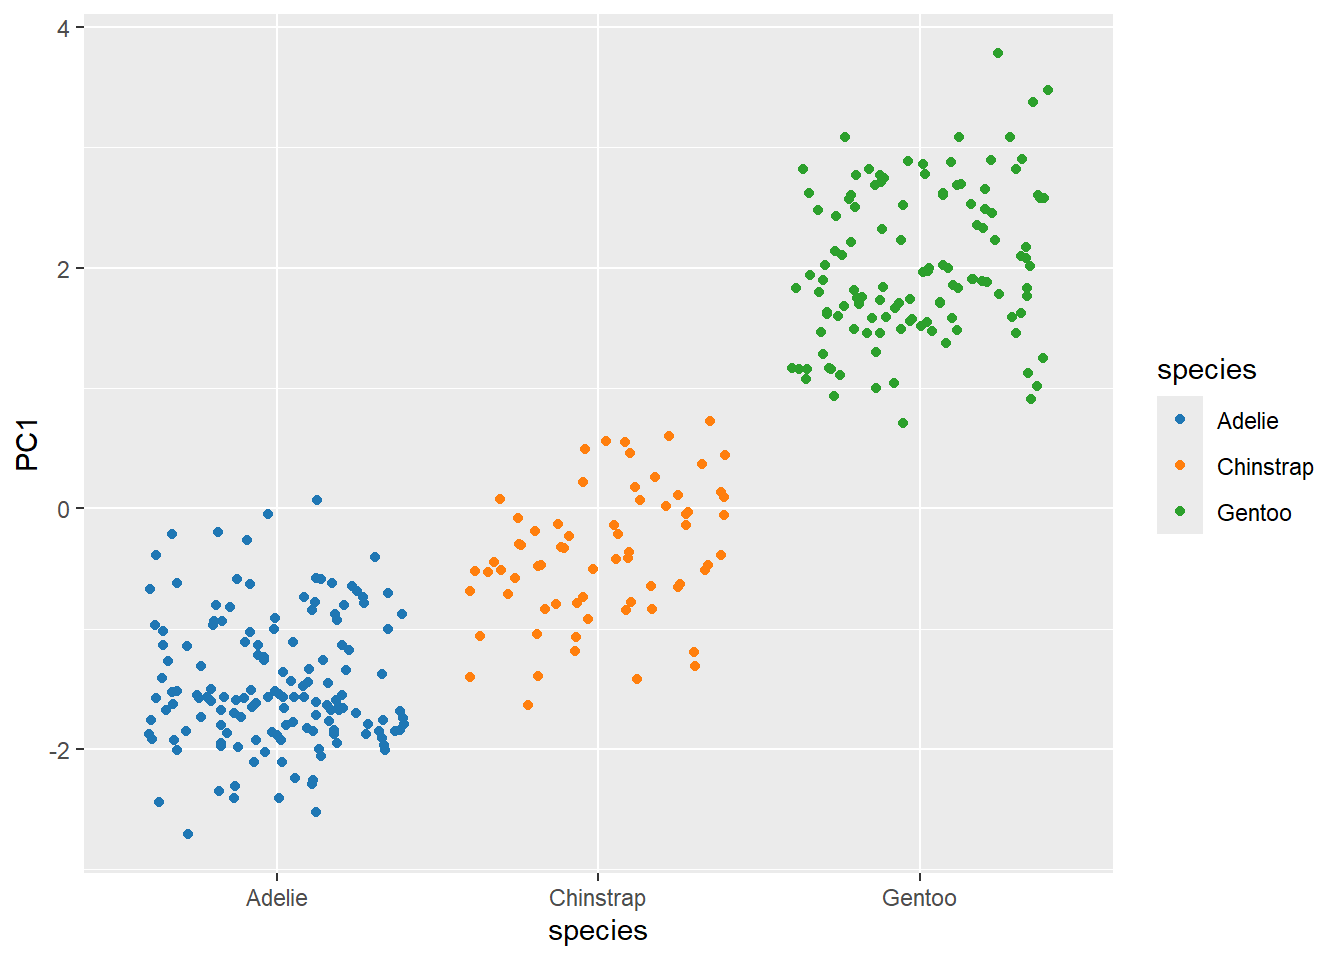 4
2
0
-2
PC1
Adelie Chinstrap Gentoo
species
species
Adelie
Chinstrap
Gentoo